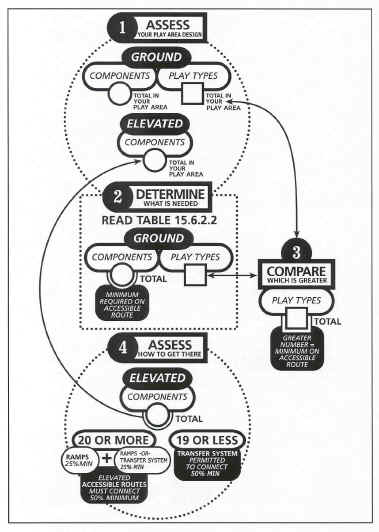 1 ASSESS
YOUR PLAY AREA DESIGN
GROUND
COMPONENTS PLAY TYPES
TOTAL IN
YOUR
PLAY AREA
TOTAL IN
YOUR
PLAY AREA
ELEVATED
COMPONENTS
TOTAL IN
YOUR
PLAY AREA
2 DETERMINE
WHAT IS NEEDED
READ TABLE 15.6.2.2
GROUND
COMPONENTS PLAY TYPES
TOTAL
MINIMUM
REQUIRED ON
ACCESSIBLE
ROUTE
3
COMPARE
WHICH IS GREATER
PLAY TYPES
TOTAL
GREATER
NUMBER =
MINIMUM ON
ACCESSIBLE
ROUTE
4 ASSESS
HOW TO GET THERE
ELEVATED
COMPONENTS
TOTAL
20 OR MORE
RAMPS
25% MIN
+
RAMPS -OR-
TRANSFER SYSTEM
25% MIN
ELEVATED
ACCESSIBLE ROUTES
MUST CONNECT
50% MINIMUM
19 OR LESS
TRANSFER SYSTEM
PERMITTED
TO CONNECT
50% MIN